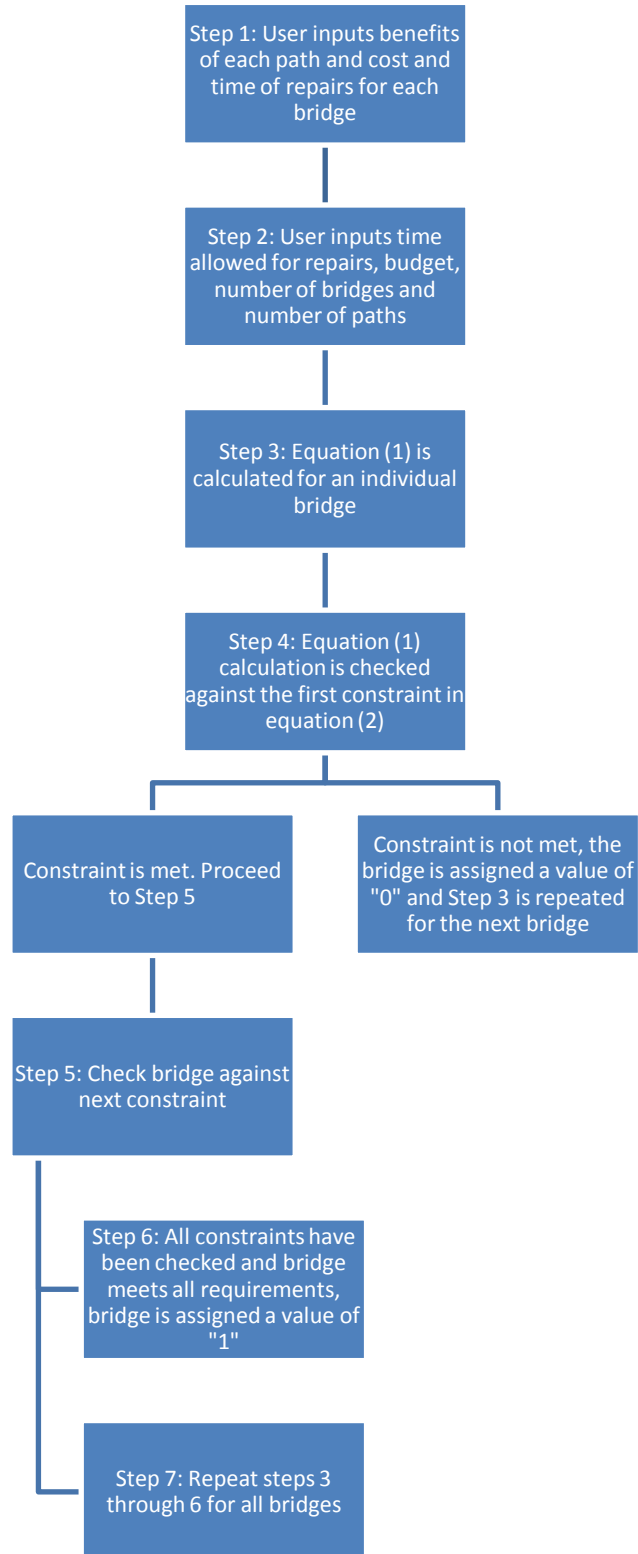 Step 1: User inputs benefits
of each path and cost and
time of repairs for each
bridge
Step 2: User inputs time
allowed for repairs, budget,
number of bridges and
number of paths
Step 3: Equation (1) is
calculated for an individual
bridge
Step 4: Equation (1)
calculation is checked
against the first constraint in
equation (2)
Constraint is met. Proceed
to Step 5
Constraint is not met, the
bridge is assigned a value of
"0" and Step 3 is repeated
for the next bridge
Step 5: Check bridge against
next constraint
Step 6: All constraints have
been checked and bridge
meets all requirements,
bridge is assigned a value of
"1"
Step 7: Repeat steps 3
through 6 for all bridges